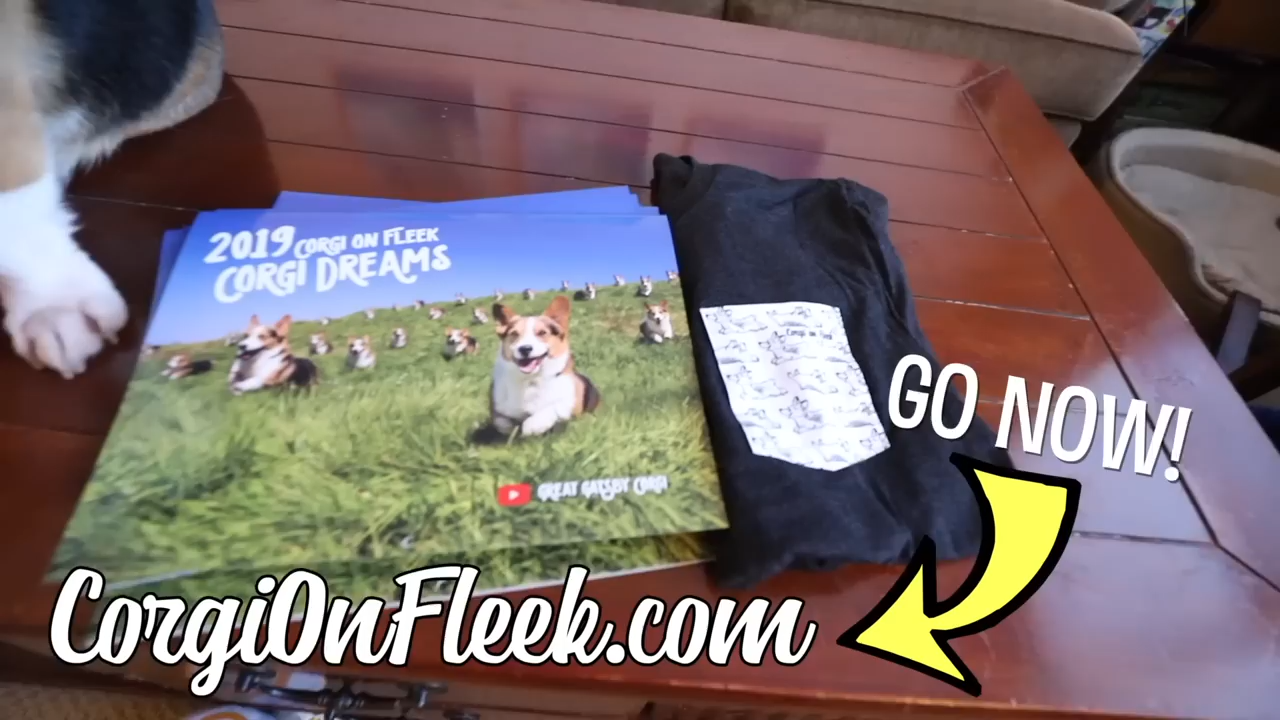 2019 CORGI ON FLEEK
CORGI DREAMS
GREAT GATSBY CORGI
GO NOW!
CorgiOnFleek.com